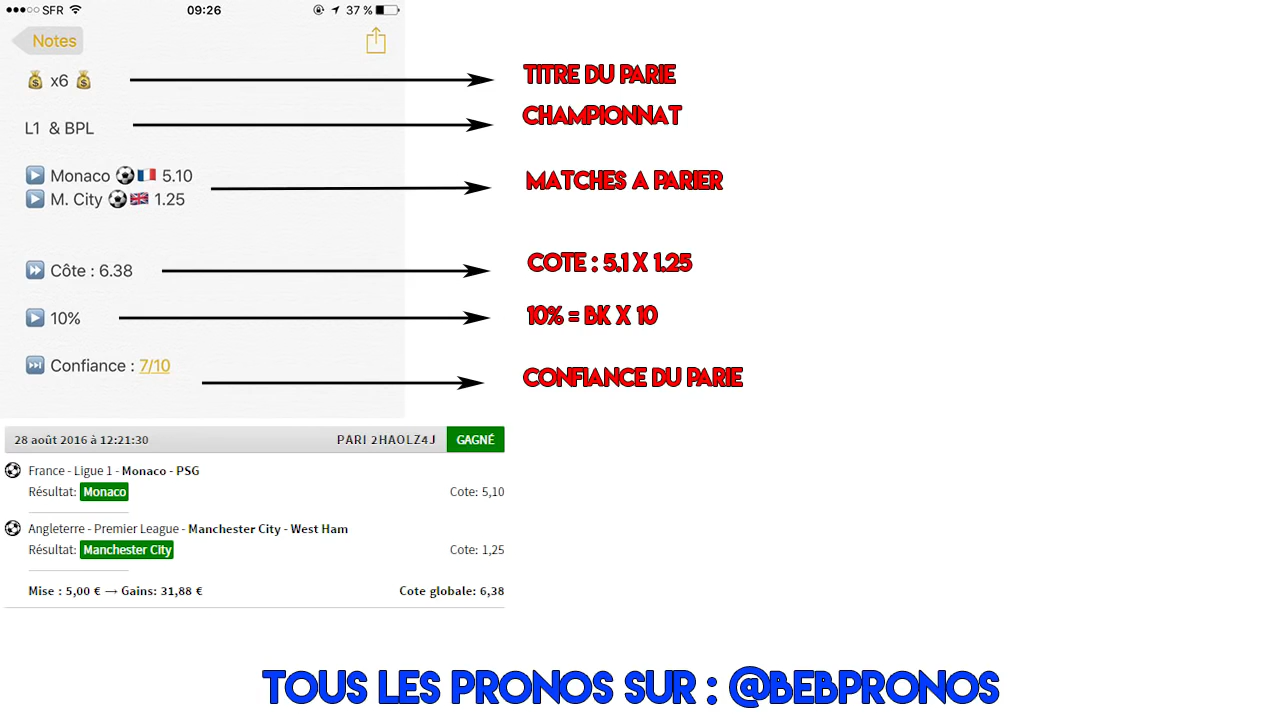 SFR 09:26 37 %
Notes
x6
TITRE DU PARIE
L1 & BPL
CHAMPIONNAT
Monaco 5.10
M. City 1.25
MATCHES A PARIER
Côte : 6.38
COTE : 5.1 X 1.25
10%
10% = BK X 10
Confiance : 7/10
CONFIANCE DU PARIE
28 août 2016 à 12:21:30 PARI 2HAOLZ4J GAGNÉ
France - Ligue 1 - Monaco - PSG
Résultat: Monaco Cote: 5,10
Angleterre - Premier League - Manchester City - West Ham
Résultat: Manchester City Cote: 1,25
Mise : 5,00 € → Gains: 31,88 € Cote globale: 6,38
TOUS LES PRONOS SUR : @BEBPRONOS